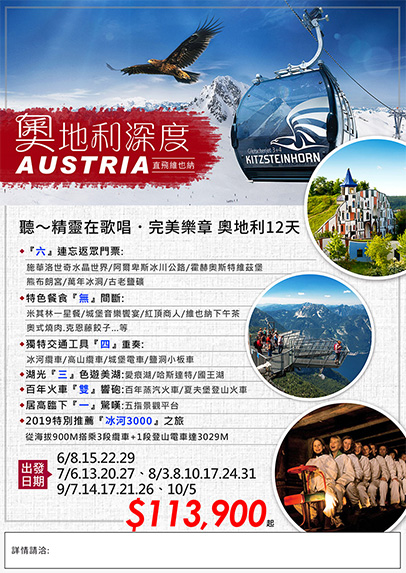 Gletscherjet 3+4
KITZSTEINHORN
奧地利深度
AUSTRIA 直飛維也納
聽～精靈在歌唱‧完美樂章 奧地利12天
『六』連忘返眾門票:
施華洛世奇水晶世界/阿爾卑斯冰川公路/霍赫奧斯特維茲堡
熊布朗宮/萬年冰洞/古老鹽礦
特色餐食『無』間斷:
米其林一星餐/城堡音樂饗宴/紅頂商人/維也納下午茶
奧式燒肉.克恩藤餃子...等
獨特交通工具『四』重奏:
冰河纜車/高山纜車/城堡電車/鹽洞小板車
湖光『三』色遊美湖:愛痕湖/哈斯達特/國王湖
百年火車『雙』響砲:百年蒸汽火車/夏夫堡登山火車
居高臨下『一』驚嘆:五指景觀平台
2019特別推薦『冰河3000』之旅
從海拔900M搭乘3段纜車+1段登山電車達3029M
出發日期
6/8.15.22.29
7/6.13.20.27、8/3.8.10.17.24.31
9/7.14.17.21.26、10/5
$113,900起
詳情請洽: